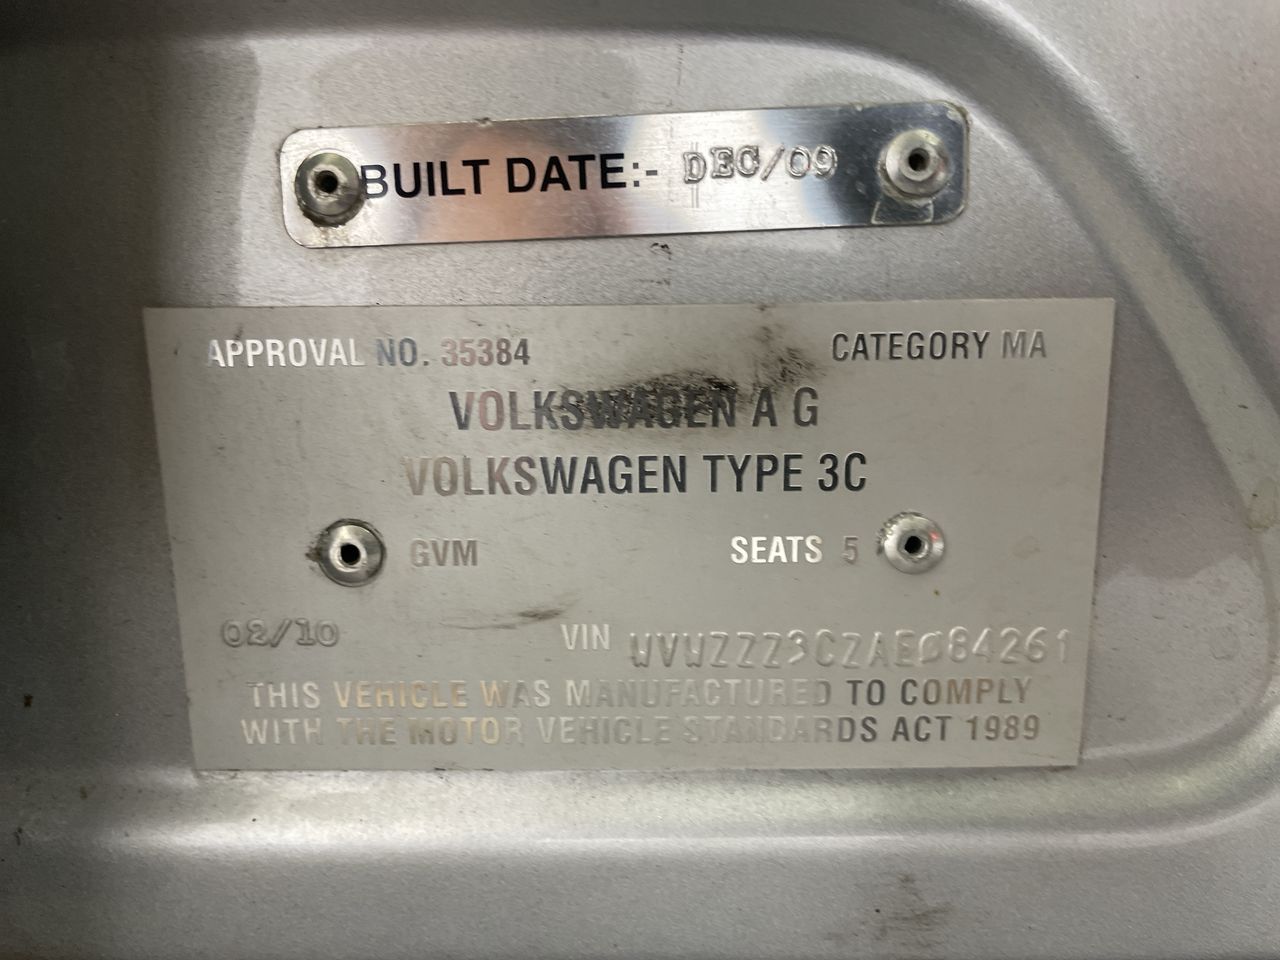 BUILT DATE:- DEC/09
APPROVAL NO. 35384 CATEGORY MA
VOLKSWAGEN A G
VOLKSWAGEN TYPE 3C
GVM SEATS 5
02/10 VIN WVWZZZ3CZAE084261
THIS VEHICLE WAS MANUFACTURED TO COMPLY
WITH THE MOTOR VEHICLE STANDARDS ACT 1989